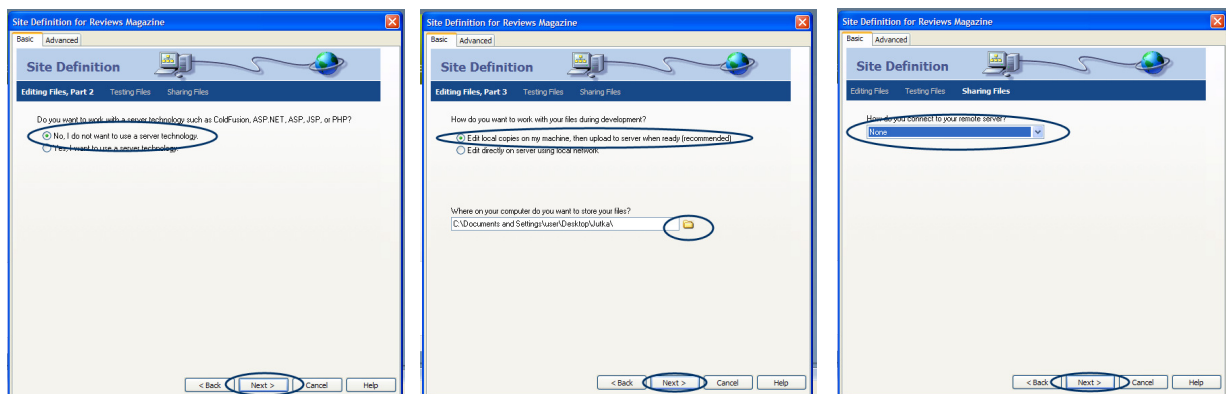 Site Definition for Reviews Magazine
Basic Advanced
Site Definition
Editing Files, Part 2 Testing Files Sharing Files
Do you want to work with a server technology such as ColdFusion, ASP.NET, ASP, JSP, or PHP?
No, I do not want to use a server technology.
Yes, I want to use a server technology.
< Back Next > Cancel Help
Site Definition for Reviews Magazine
Basic Advanced
Site Definition
Editing Files, Part 3 Testing Files Sharing Files
How do you want to work with your files during development?
Edit local copies on my machine, then upload to server when ready (recommended)
Edit directly on server using local network
Where on your computer do you want to store your files?
C:\Documents and Settings\user\Desktop\Jutka\
< Back Next > Cancel Help
Site Definition for Reviews Magazine
Basic Advanced
Site Definition
Editing Files Testing Files Sharing Files
How do you connect to your remote server?
None
< Back Next > Cancel Help